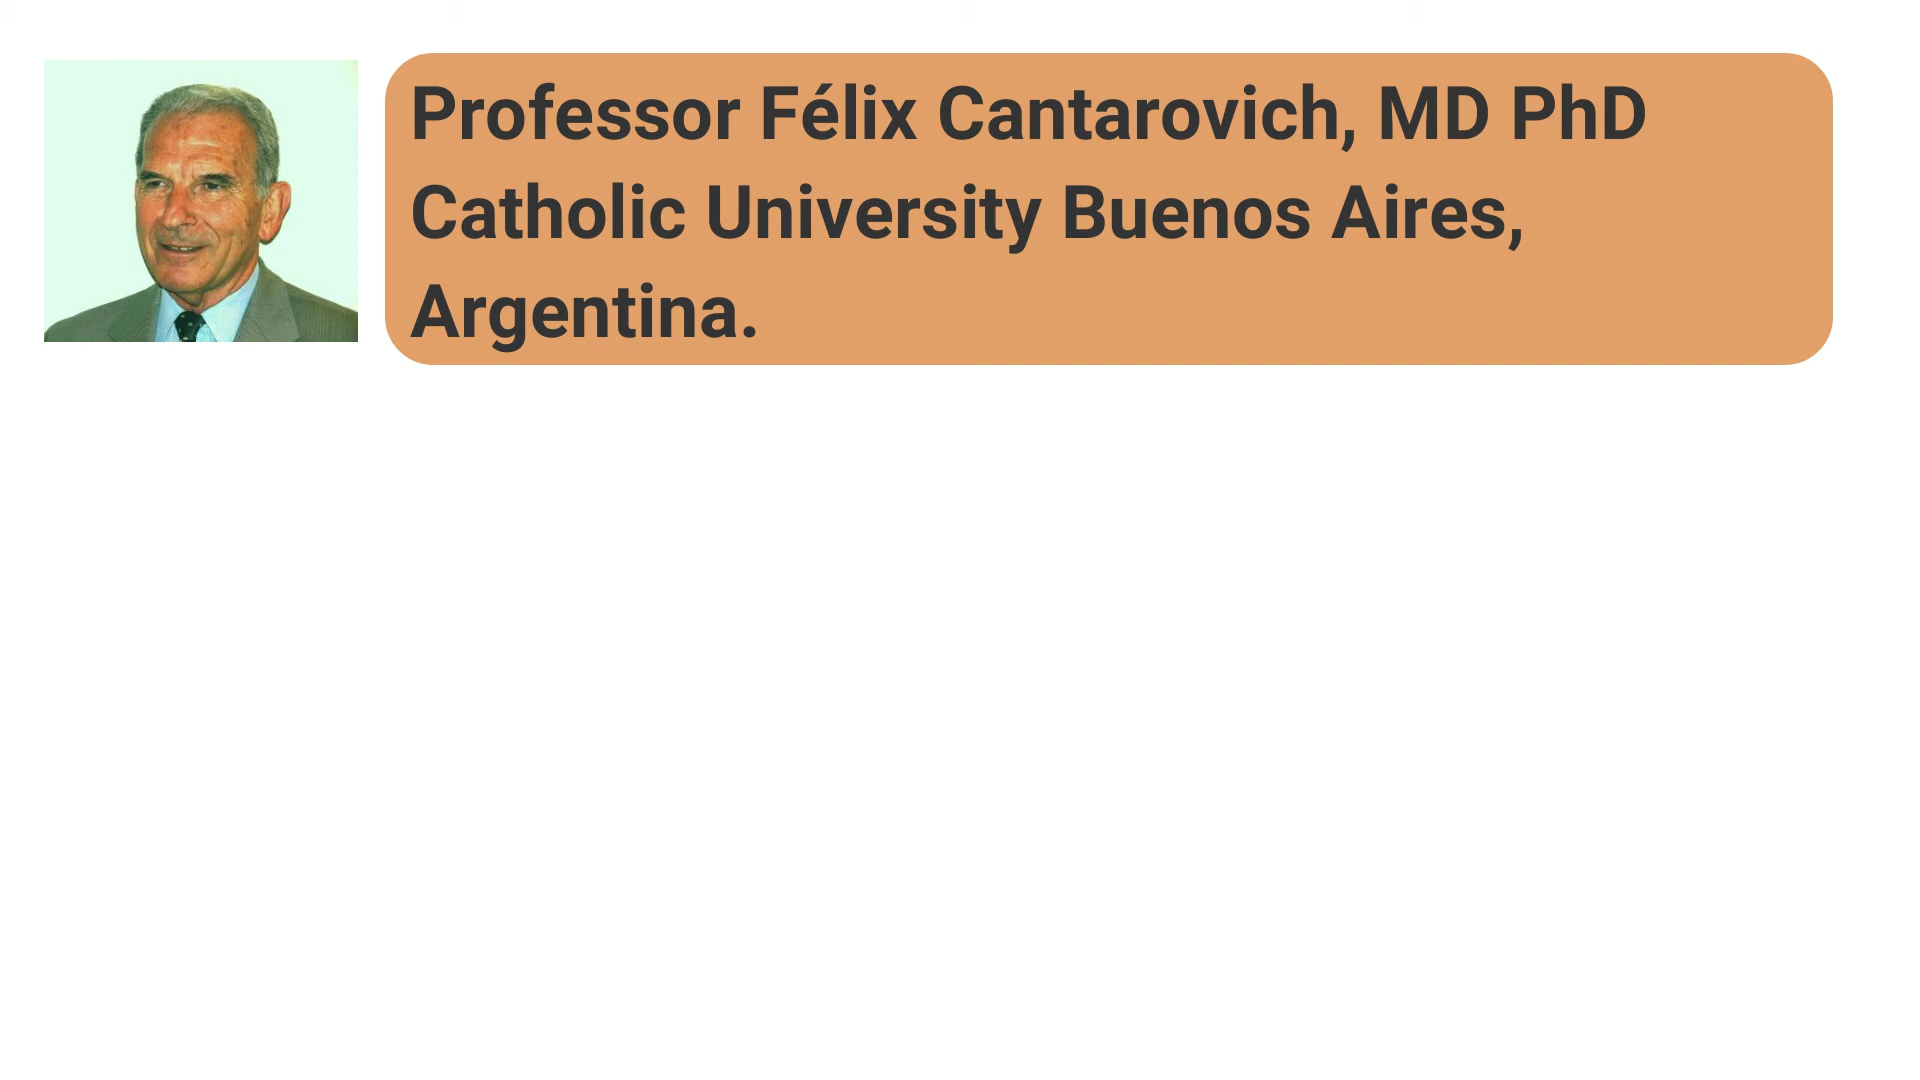 Professor Félix Cantarovich, MD PhD
Catholic University Buenos Aires,
Argentina.